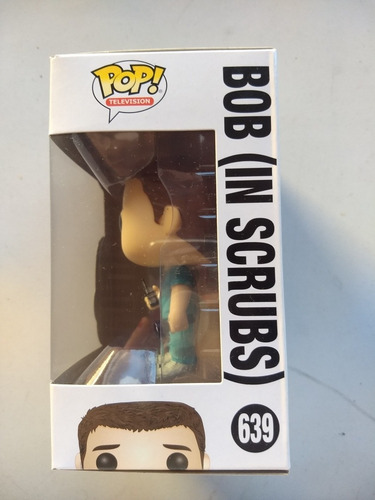 POP!
TELEVISION
BOB (IN SCRUBS)
639